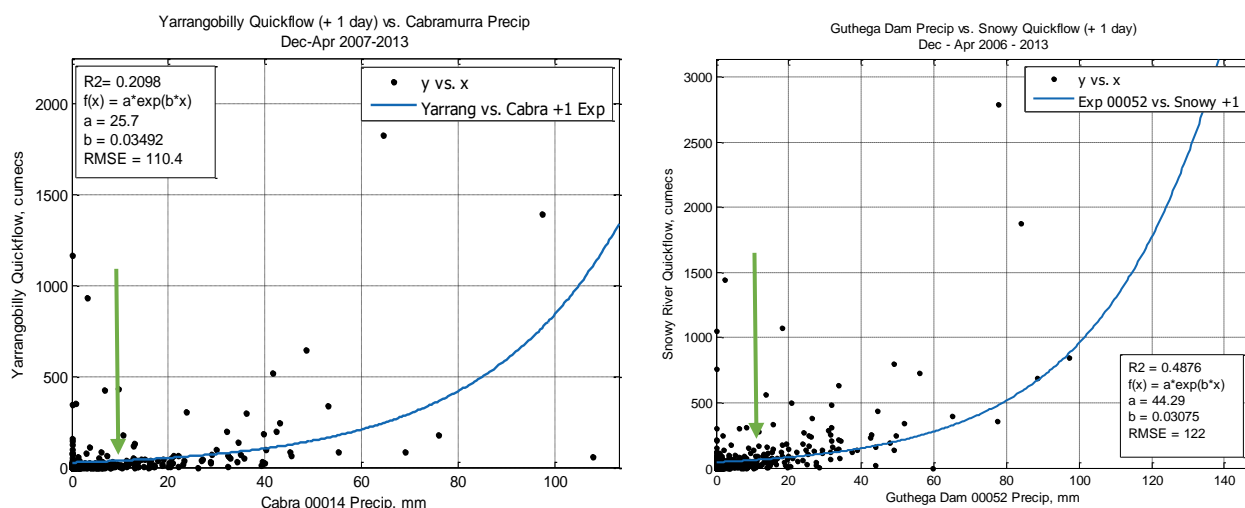 Yarrangobilly Quickflow (+ 1 day) vs. Cabramurra Precip
Dec-Apr 2007-2013
R2= 0.2098
f(x) = a*exp(b*x)
a = 25.7
b = 0.03492
RMSE = 110.4
y vs. x
Yarrang vs. Cabra +1 Exp
Yarrangobilly Quickflow, cumecs
2000
1500
1000
500
0
0 20 40 60 80 100
Cabra 00014 Precip, mm
Guthega Dam Precip vs. Snowy Quickflow (+ 1 day)
Dec - Apr 2006 - 2013
y vs. x
Exp 00052 vs. Snowy +1
Snowy River Quickflow, cumecs
3000
2500
2000
1500
1000
500
0
R2 = 0.4876
f(x) = a*exp(b*x)
a = 44.29
b = 0.03075
RMSE = 122
0 20 40 60 80 100 120 140
Guthega Dam 00052 Precip, mm